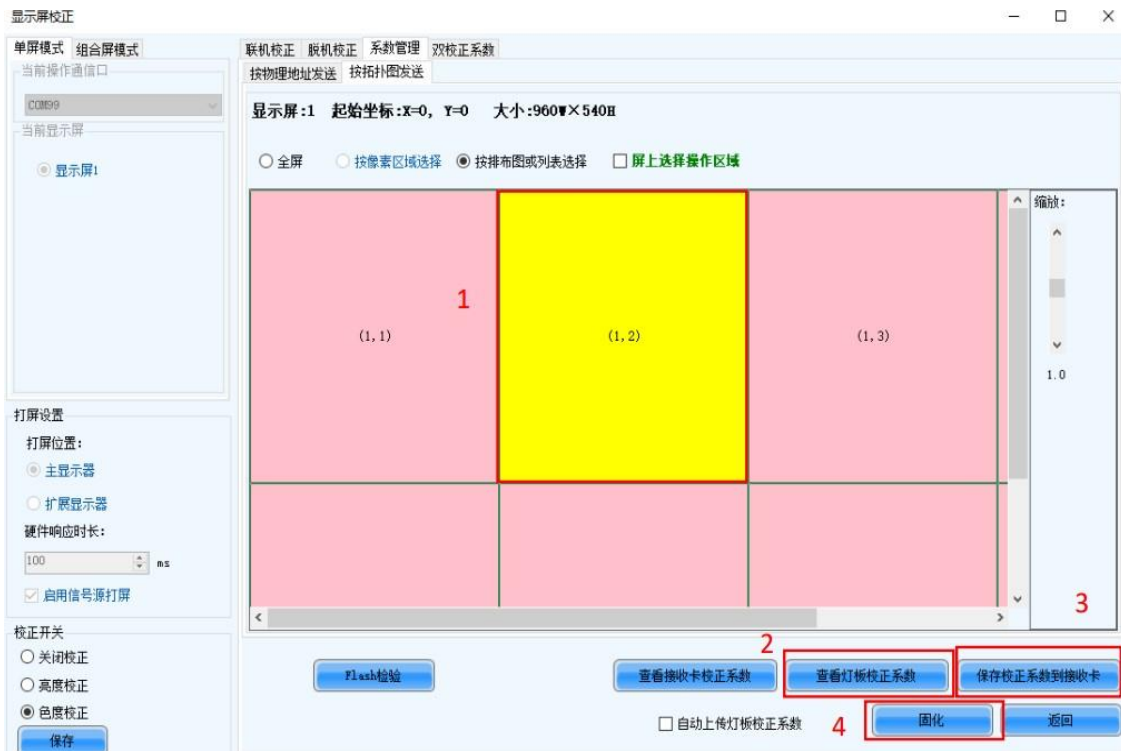 显示屏校正
单屏模式 组合屏模式
当前操作通信口
COM99
当前显示屏
显示屏1
打屏设置
打屏位置:
主显示器
扩展显示器
硬件响应时长:
100 ms
启用信号源打屏
校正开关
关闭校正
亮度校正
色度校正
保存
联机校正 脱机校正 系数管理 双校正系数
按物理地址发送 按拓扑图发送
显示屏:1 起始坐标:X=0, Y=0 大小:960W×540H
全屏 按像素区域选择 按排布图或列表选择 屏上选择操作区域
缩放:
1
(1,1) (1,2) (1,3)
1.0
3
2
Flash检验 查看接收卡校正系数 查看灯板校正系数 保存校正系数到接收卡
自动上传灯板校正系数 4 固化 返回